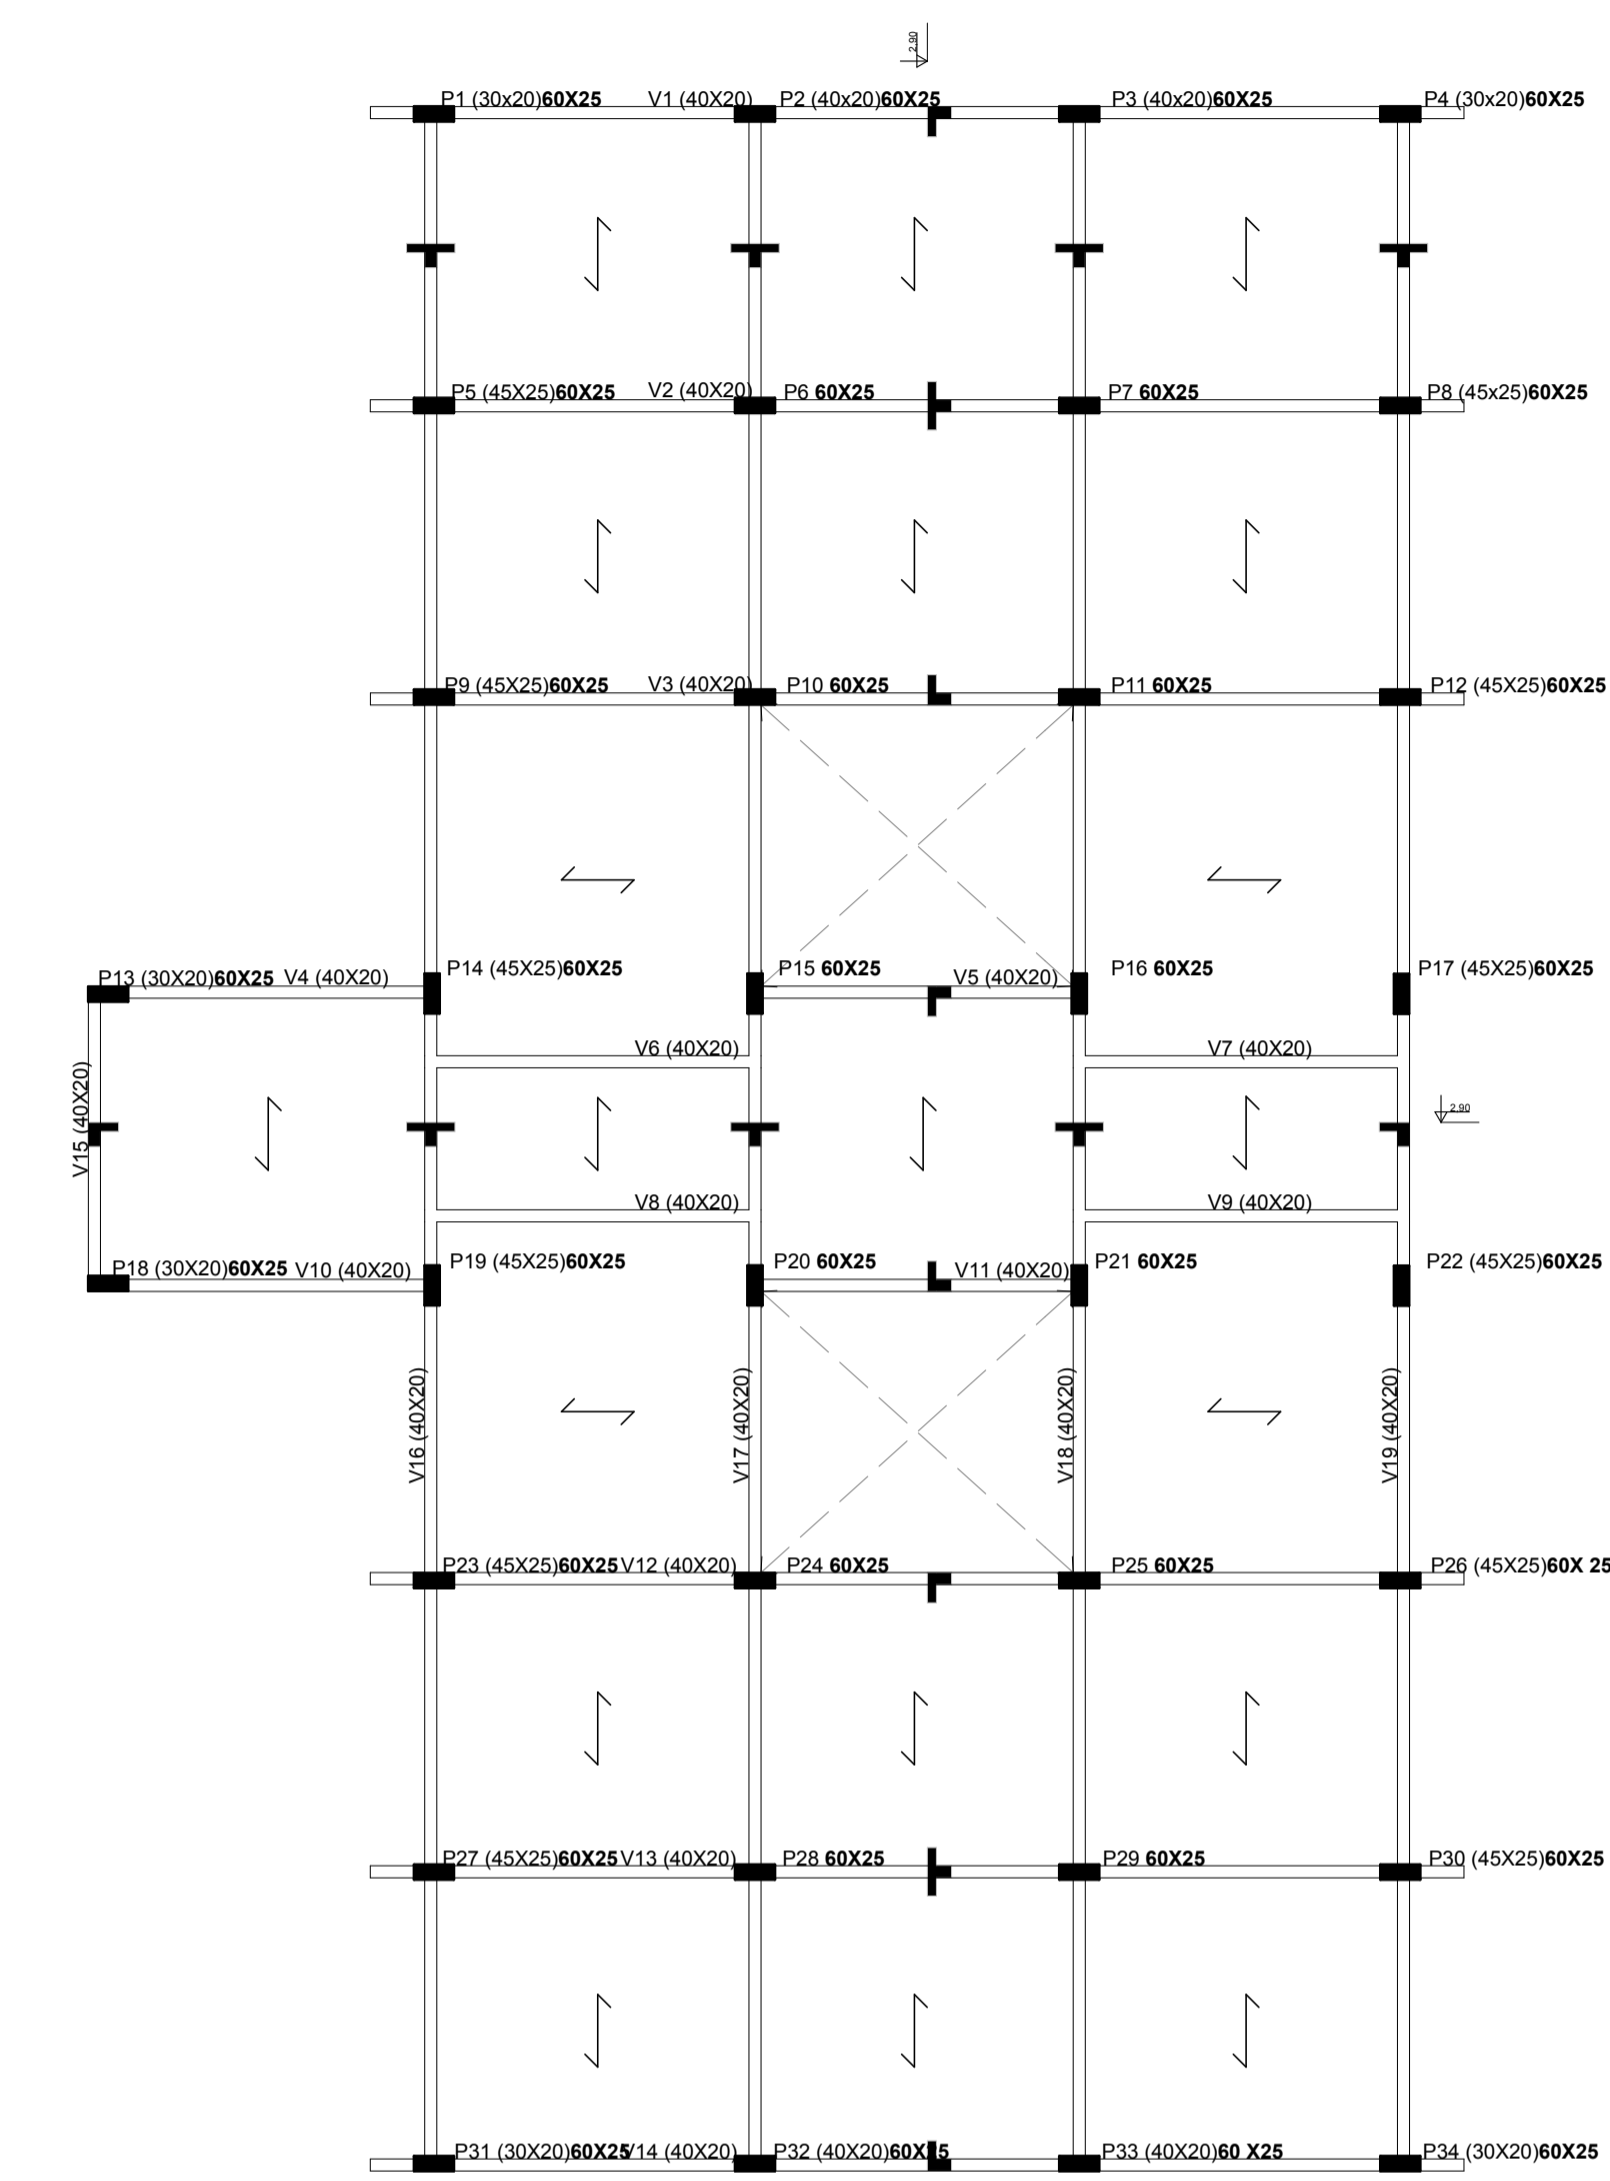 2.90
P1 (30x20)60X25 V1 (40X20) P2 (40x20)60X25 P3 (40x20)60X25 P4 (30x20)60X25
P5 (45X25)60X25 V2 (40X20) P6 60X25 P7 60X25 P8 (45x25)60X25
P9 (45X25)60X25 V3 (40X20) P10 60X25 P11 60X25 P12 (45X25)60X25
P13 (30X20)60X25 V4 (40X20) P14 (45X25)60X25 P15 60X25 V5 (40X20) P16 60X25 P17 (45X25)60X25
V6 (40X20) V7 (40X20)
V15 (40X20) 2.90
V8 (40X20) V9 (40X20)
P18 (30X20)60X25 V10 (40X20) P19 (45X25)60X25 P20 60X25 V11 (40X20) P21 60X25 P22 (45X25)60X25
V16 (40X20) V17 (40X20) V18 (40X20) V19 (40X20)
P23 (45X25)60X25 V12 (40X20) P24 60X25 P25 60X25 P26 (45X25)60X 25
P27 (45X25)60X25 V13 (40X20) P28 60X25 P29 60X25 P30 (45X25)60X25
P31 (30X20)60X25 V14 (40X20) P32 (40X20)60X25 P33 (40X20)60 X25 P34 (30X20)60X25